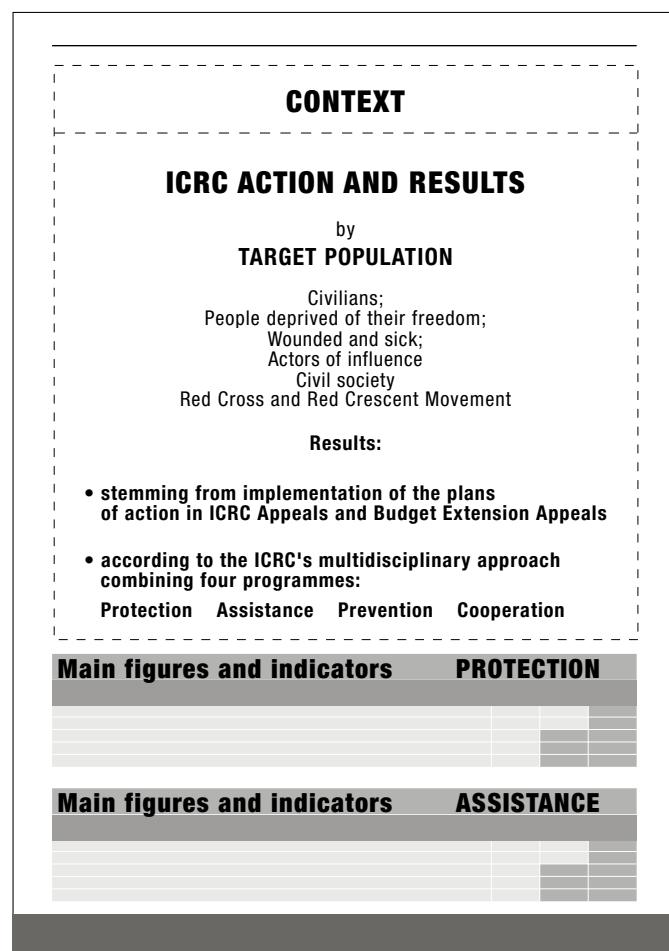 CONTEXT
ICRC ACTION AND RESULTS
by
TARGET POPULATION
Civilians;
People deprived of their freedom;
Wounded and sick;
Actors of influence
Civil society
Red Cross and Red Crescent Movement
Results:
• stemming from implementation of the plans
of action in ICRC Appeals and Budget Extension Appeals
• according to the ICRC's multidisciplinary approach
combining four programmes:
Protection Assistance Prevention Cooperation
Main figures and indicators PROTECTION
Main figures and indicators ASSISTANCE